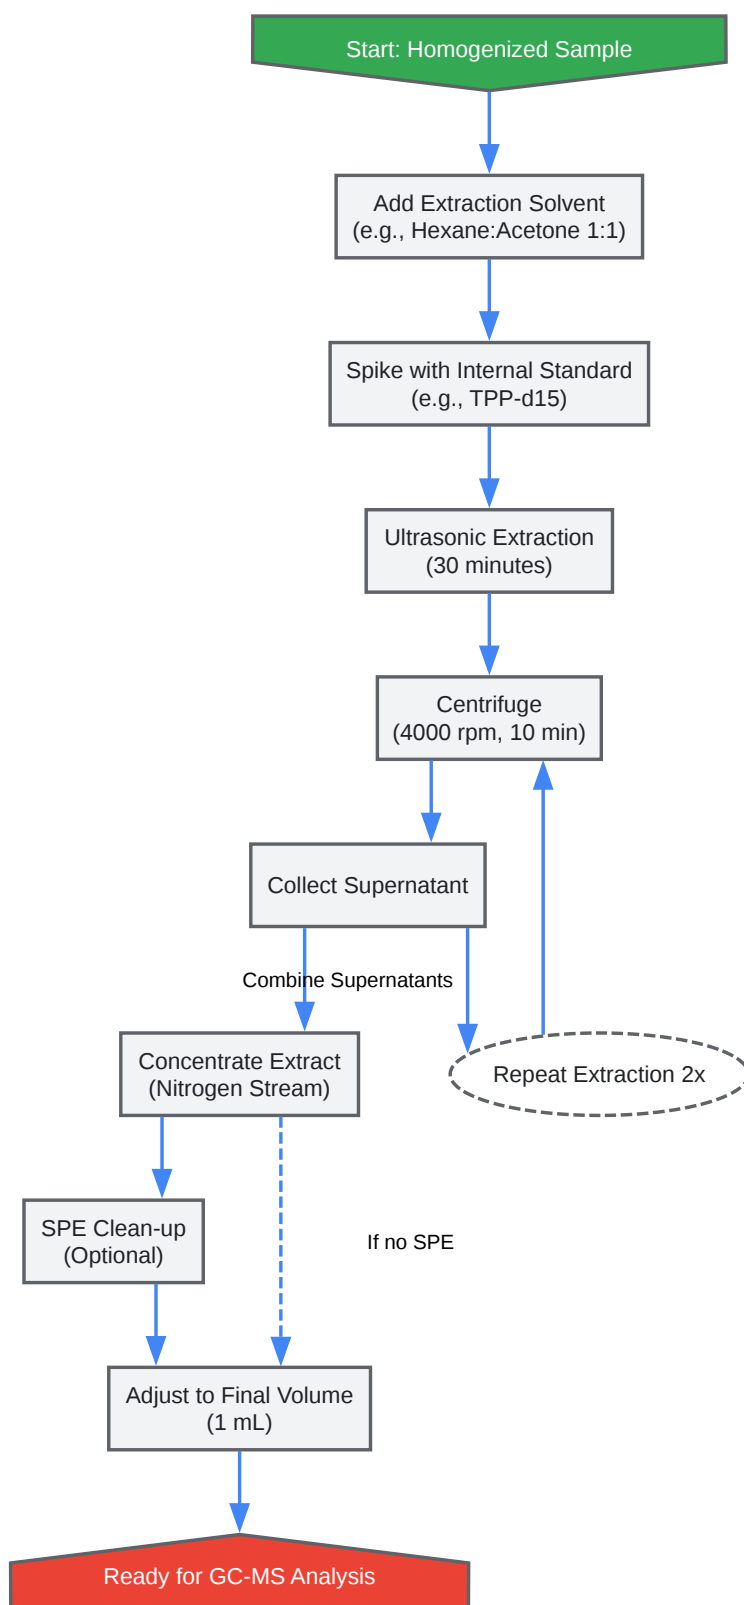 Start: Homogenized Sample
Add Extraction Solvent
(e.g., Hexane:Acetone 1:1)
Spike with Internal Standard
(e.g., TPP-d15)
Ultrasonic Extraction
(30 minutes)
Centrifuge
(4000 rpm, 10 min)
Collect Supernatant
Combine Supernatants
Concentrate Extract
(Nitrogen Stream)
Repeat Extraction 2x
SPE Clean-up
(Optional)
If no SPE
Adjust to Final Volume
(1 mL)
Ready for GC-MS Analysis